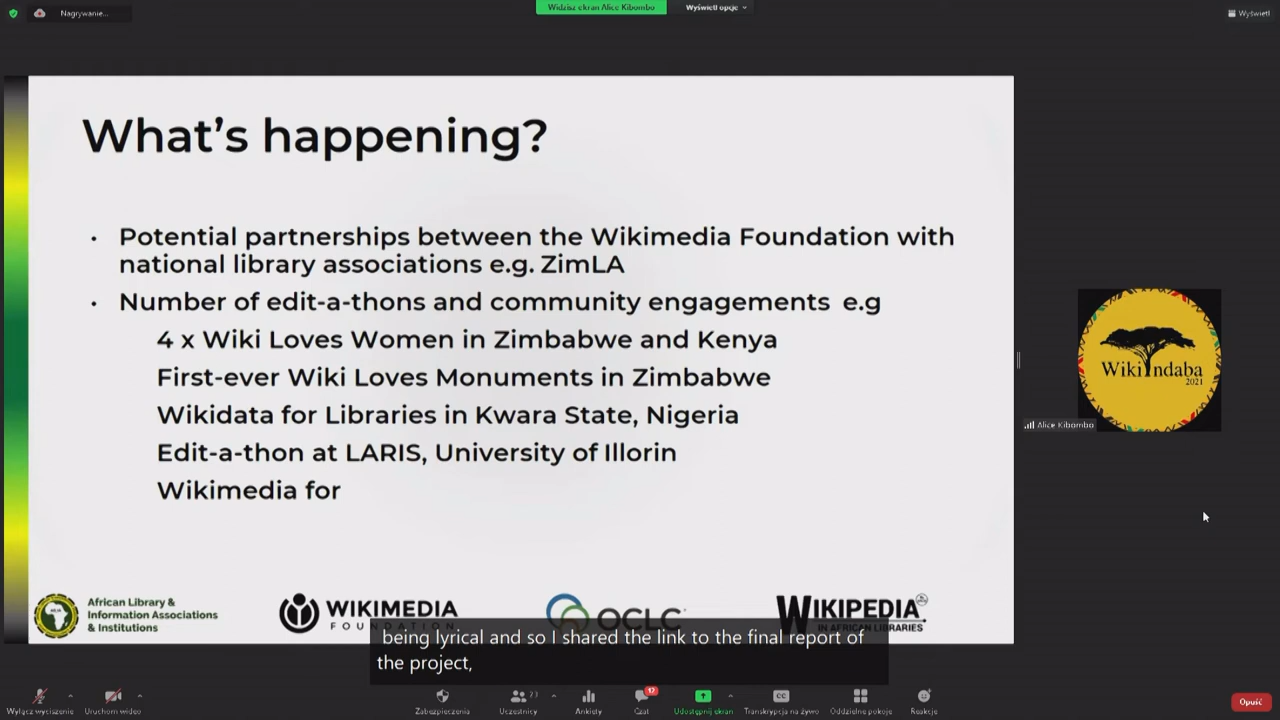 Nagrywanie...
Widzisz ekran Alice Kibombo
Wyświetl opcje
Wyświetl
What's happening?
• Potential partnerships between the Wikimedia Foundation with
national library associations e.g. ZimLA
• Number of edit-a-thons and community engagements e.g
4 x Wiki Loves Women in Zimbabwe and Kenya
First-ever Wiki Loves Monuments in Zimbabwe
Wikidata for Libraries in Kwara State, Nigeria
Edit-a-thon at LARIS, University of Illorin
Wikimedia for
WikiIndaba
2021
Alice Kibombo
African Library &
Information Associations
& Institutions
WIKIMEDIA
FOUNDATION
OCLC
WIKIPEDIA
IN AFRICAN LIBRARIES
being lyrical and so I shared the link to the final report of
the project,
Wyłącz wyciszenie
Uruchom wideo
Zabezpieczenia
Uczestnicy
Ankiety
12
Czat
Udostępnij ekran
Transkrypcja na żywo
Oddzielne pokoje
Reakcje
Opuść